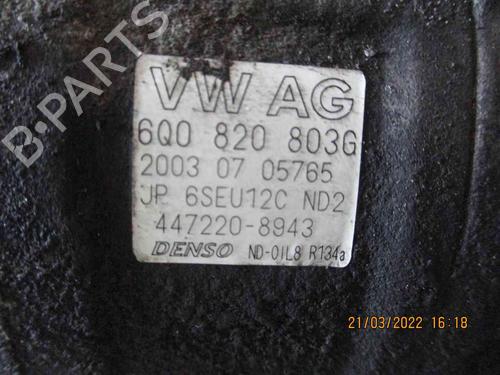 B-PARTS
VW AG
6Q0 820 803G
2003 07 05765
JP 6SEU12C ND2
447220-8943
DENSO ND-OIL8 R134a
21/03/2022 16:18